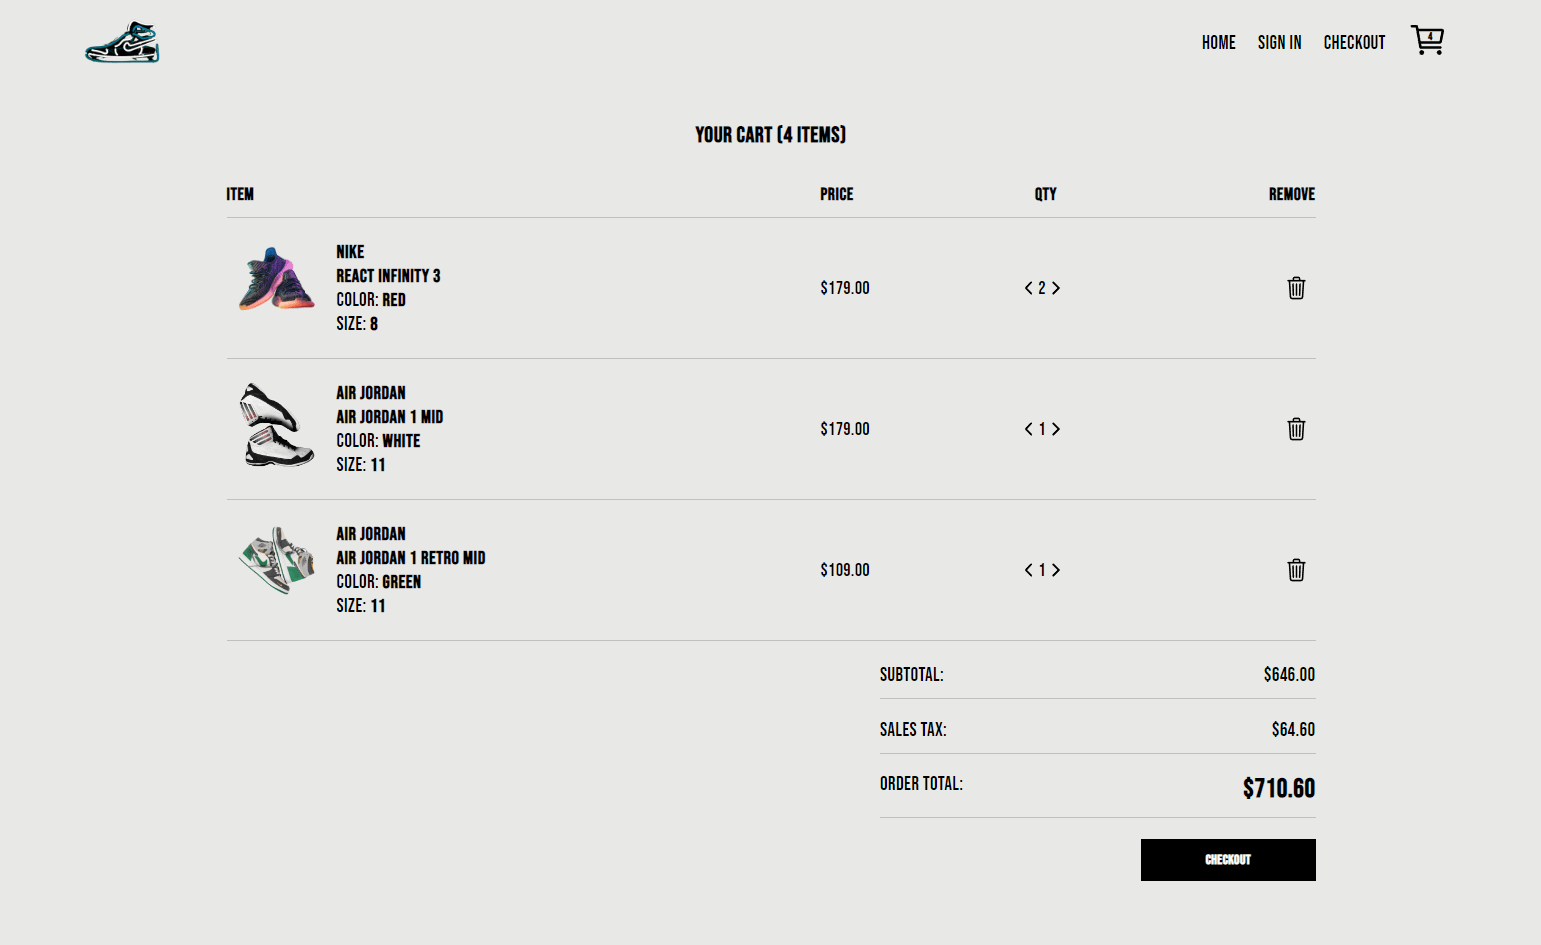 HOME SIGN IN CHECKOUT 4
YOUR CART (4 ITEMS)
ITEM PRICE QTY REMOVE
NIKE
REACT INFINITY 3
COLOR: RED
SIZE: 8
$179.00 < 2 >
AIR JORDAN
AIR JORDAN 1 MID
COLOR: WHITE
SIZE: 11
$179.00 < 1 >
AIR JORDAN
AIR JORDAN 1 RETRO MID
COLOR: GREEN
SIZE: 11
$109.00 < 1 >
SUBTOTAL: $646.00
SALES TAX: $64.60
ORDER TOTAL: $710.60
CHECKOUT